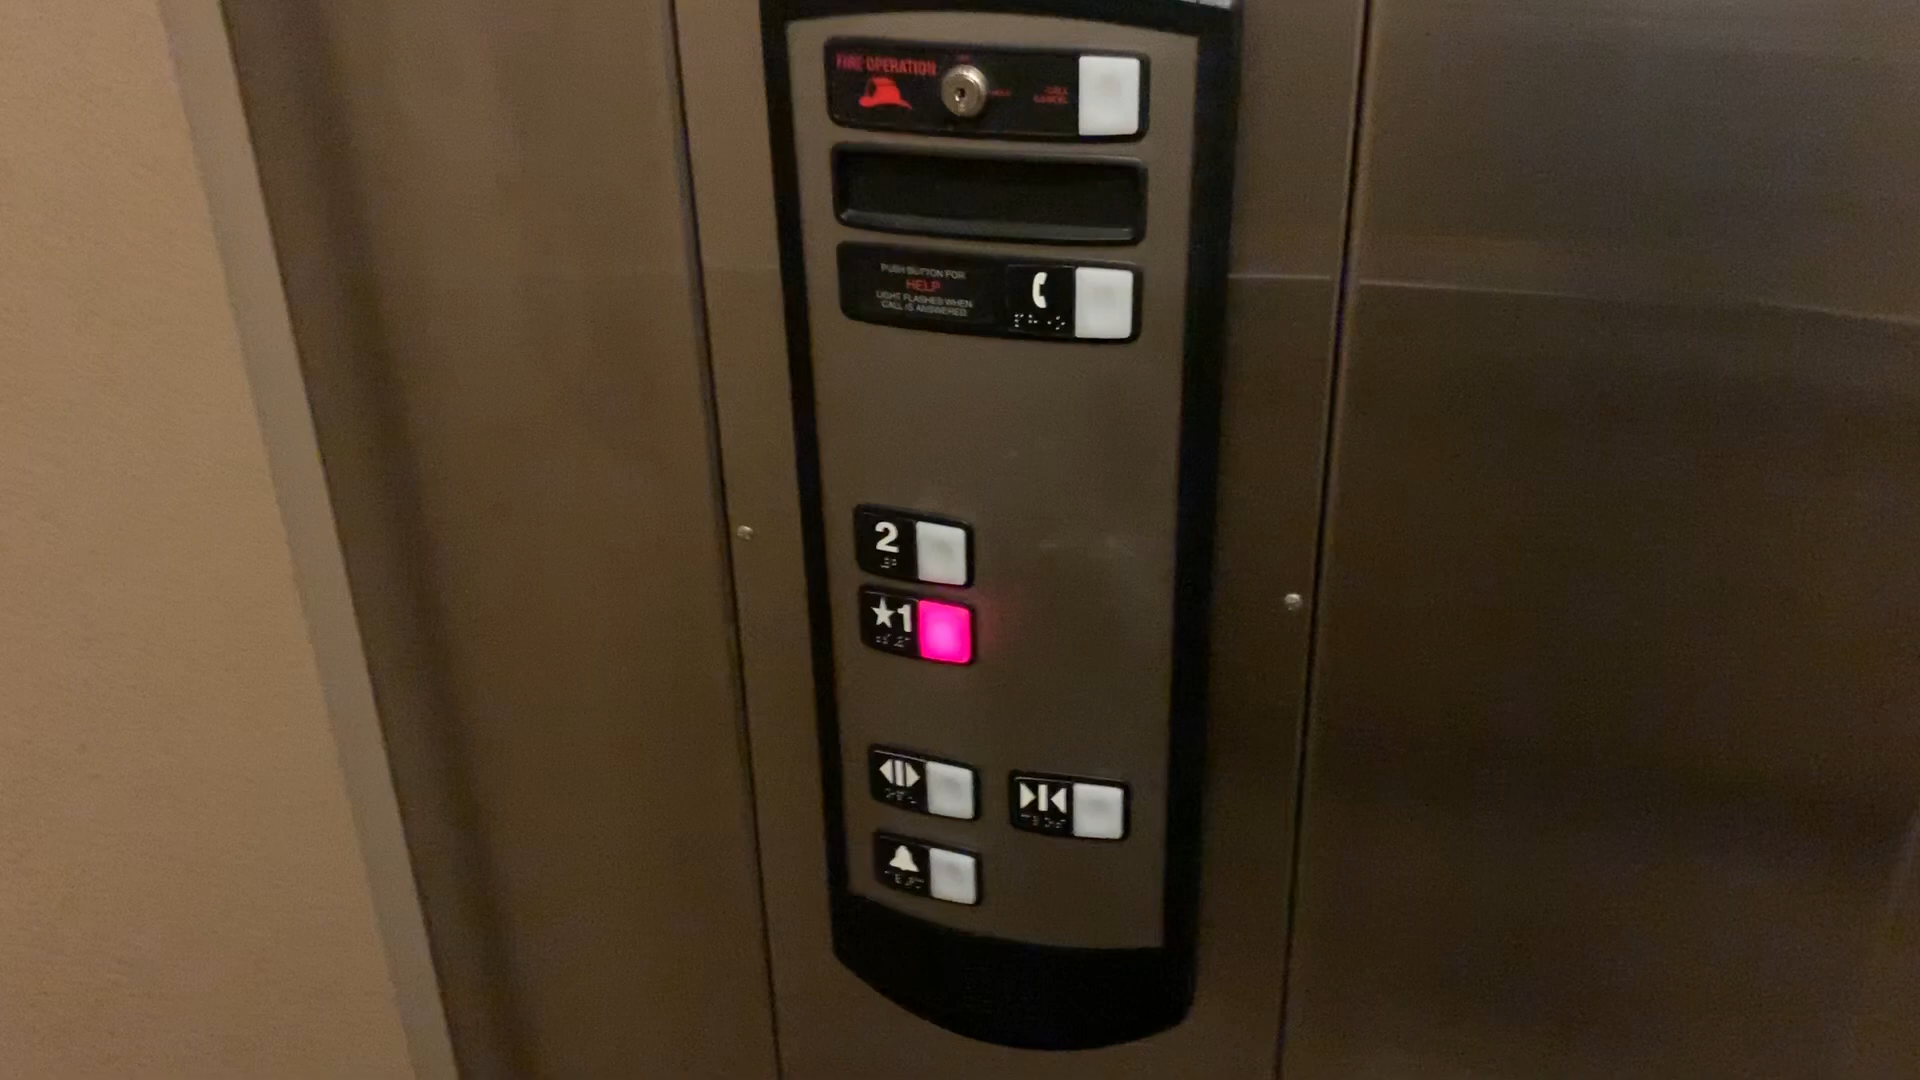 FIRE OPERATION
CALL
CANCEL
PUSH BUTTON FOR
HELP
LIGHT FLASHES WHEN
CALL IS ANSWERED
2
★1